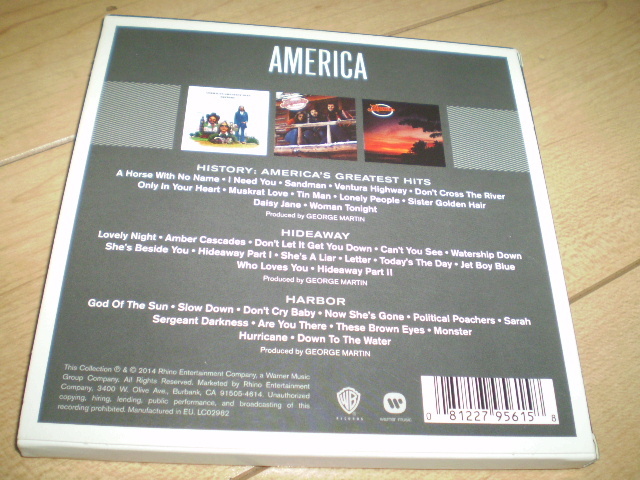 AMERICA
HISTORY: AMERICA'S GREATEST HITS
A Horse With No Name • I Need You • Sandman • Ventura Highway • Don't Cross The River
Only In Your Heart • Muskrat Love • Tin Man • Lonely People • Sister Golden Hair
Daisy Jane • Woman Tonight
Produced by GEORGE MARTIN
HIDEAWAY
Lovely Night • Amber Cascades • Don't Let It Get You Down • Can't You See • Watership Down
She's Beside You • Hideaway Part I • She's A Liar • Letter • Today's The Day • Jet Boy Blue
Who Loves You • Hideaway Part II
Produced by GEORGE MARTIN
HARBOR
God Of The Sun • Slow Down • Don't Cry Baby • Now She's Gone • Political Poachers • Sarah
Sergeant Darkness • Are You There • These Brown Eyes • Monster
Hurricane • Down To The Water
Produced by GEORGE MARTIN
This Collection ℗ & © 2014 Rhino Entertainment Company, a Warner Music
Group Company. All Rights Reserved. Marketed by Rhino Entertainment
Company, 3400 W. Olive Ave., Burbank, CA 91505-4614. Unauthorized
copying, hiring, lending, public performance, and broadcasting of this
recording prohibited. Manufactured in EU. LC02982
WB
RECORDS
warner music
0 81227 95615 8